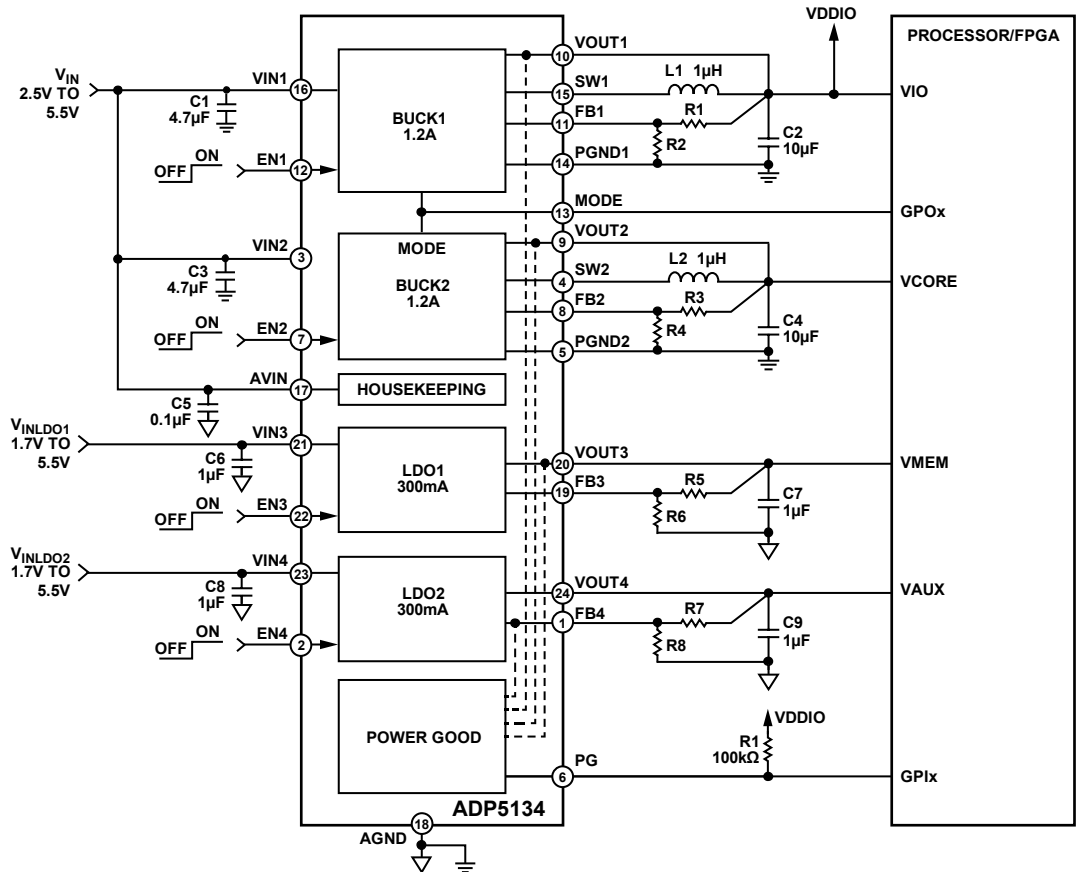 VDDIO
PROCESSOR/FPGA
VIN
2.5V TO
5.5V
VIN1
16
C1
4.7µF
OFF
ON
EN1
12
BUCK1
1.2A
10
VOUT1
15
SW1
L1 1µH
11
FB1
R1
R2
14
PGND1
C2
10µF
VIO
13
MODE
GPOx
VIN2
3
C3
4.7µF
OFF
ON
EN2
7
MODE
BUCK2
1.2A
9
VOUT2
4
SW2
L2 1µH
8
FB2
R3
R4
5
PGND2
C4
10µF
VCORE
AVIN
17
HOUSEKEEPING
C5
0.1µF
VINLDO1
1.7V TO
5.5V
VIN3
21
C6
1µF
OFF
ON
EN3
22
LDO1
300mA
20
VOUT3
19
FB3
R5
R6
C7
1µF
VMEM
VINLDO2
1.7V TO
5.5V
VIN4
23
C8
1µF
OFF
ON
EN4
2
LDO2
300mA
24
VOUT4
1
FB4
R7
R8
C9
1µF
VAUX
POWER GOOD
VDDIO
R1
100kΩ
6
PG
GPIx
ADP5134
18
AGND